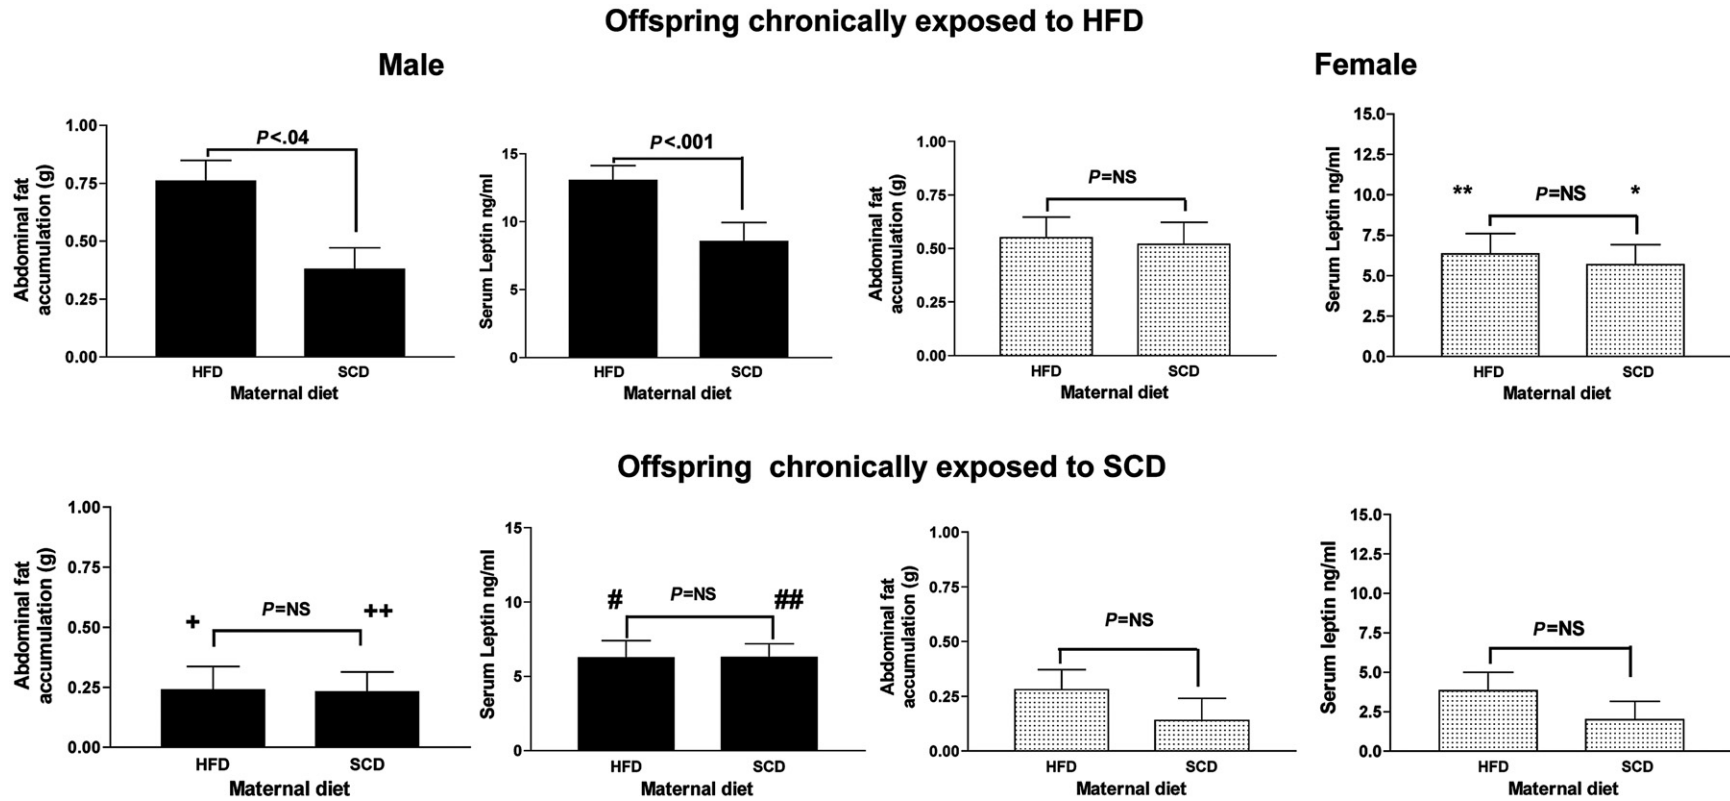 Offspring chronically exposed to HFD
Male
Female
Abdominal fat
accumulation (g)
1.00
0.75
0.50
0.25
0.00
P<.04
HFD
SCD
Maternal diet
Serum Leptin ng/ml
15
10
5
0
P<.001
HFD
SCD
Maternal diet
Abdominal fat
accumulation (g)
1.00
0.75
0.50
0.25
0.00
P=NS
HFD
SCD
Maternal diet
Serum Leptin ng/ml
15.0
12.5
10.0
7.5
5.0
2.5
0.0
** P=NS *
HFD
SCD
Maternal diet
Offspring chronically exposed to SCD
Abdominal fat
accumulation (g)
1.00
0.75
0.50
0.25
0.00
+ P=NS ++
HFD
SCD
Maternal diet
Serum Leptin ng/ml
15
10
5
0
# P=NS ##
HFD
SCD
Maternal diet
Abdominal fat
accumulation (g)
1.00
0.75
0.50
0.25
0.00
P=NS
HFD
SCD
Maternal diet
Serum leptin ng/ml
15.0
12.5
10.0
7.5
5.0
2.5
0.0
P=NS
HFD
SCD
Maternal diet